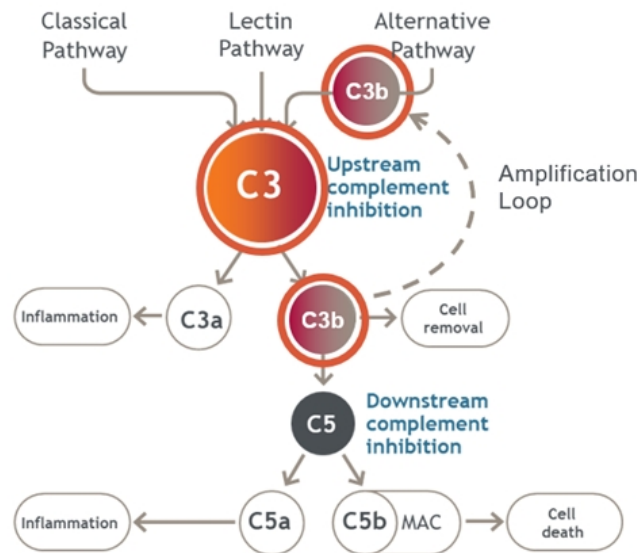 Classical
Pathway
Lectin
Pathway
Alternative
Pathway
C3b
C3
Upstream
complement
inhibition
Amplification
Loop
Inflammation
C3a
C3b
Cell
removal
C5
Downstream
complement
inhibition
Inflammation
C5a
C5b
MAC
Cell
death